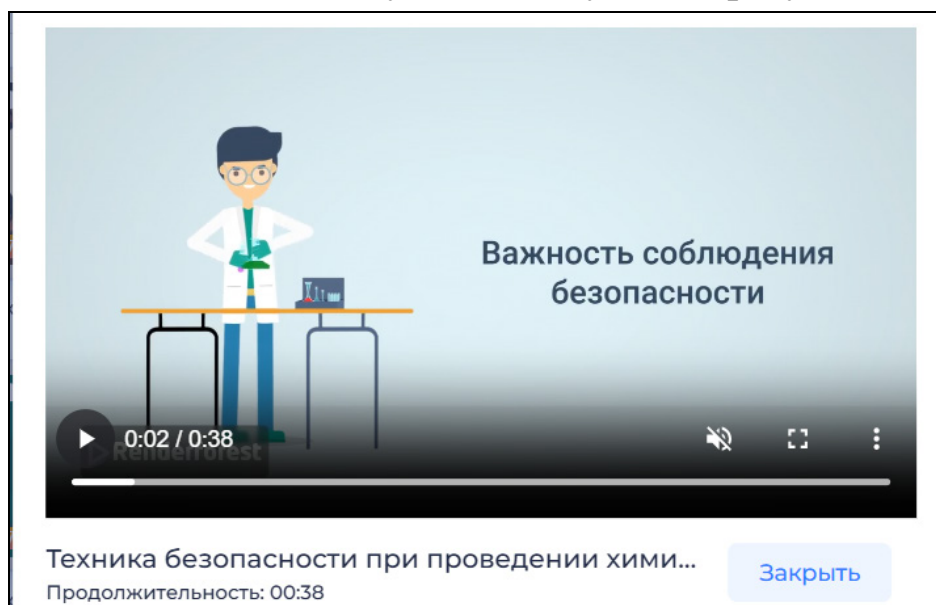 Важность соблюдения
безопасности
0:02 / 0:38
Renderforest
Техника безопасности при проведении хими...
Продолжительность: 00:38
Закрыть